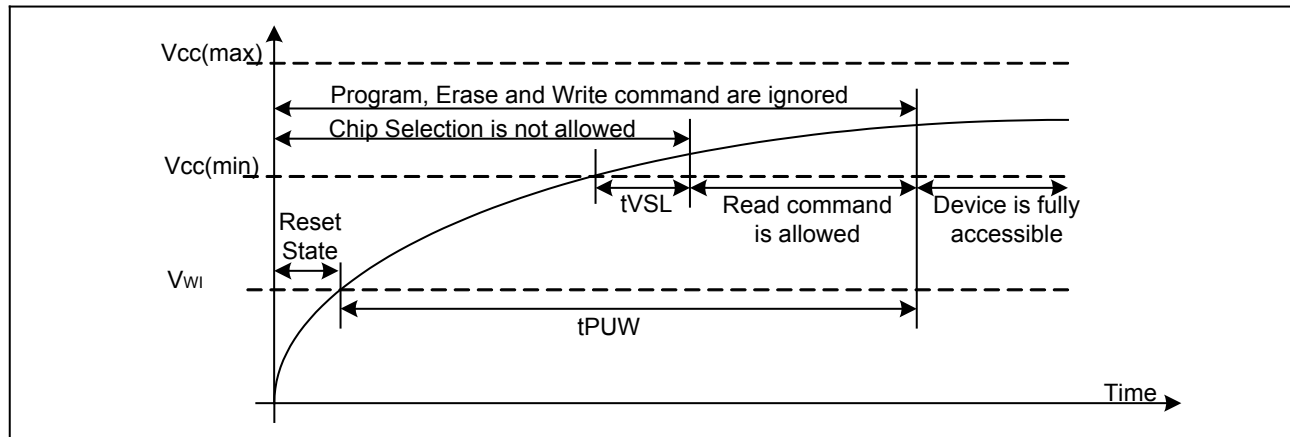 Vcc(max)
Program, Erase and Write command are ignored
Chip Selection is not allowed
Vcc(min)
tVSL
Read command
is allowed
Device is fully
accessible
Reset
State
VWI
tPUW
Time